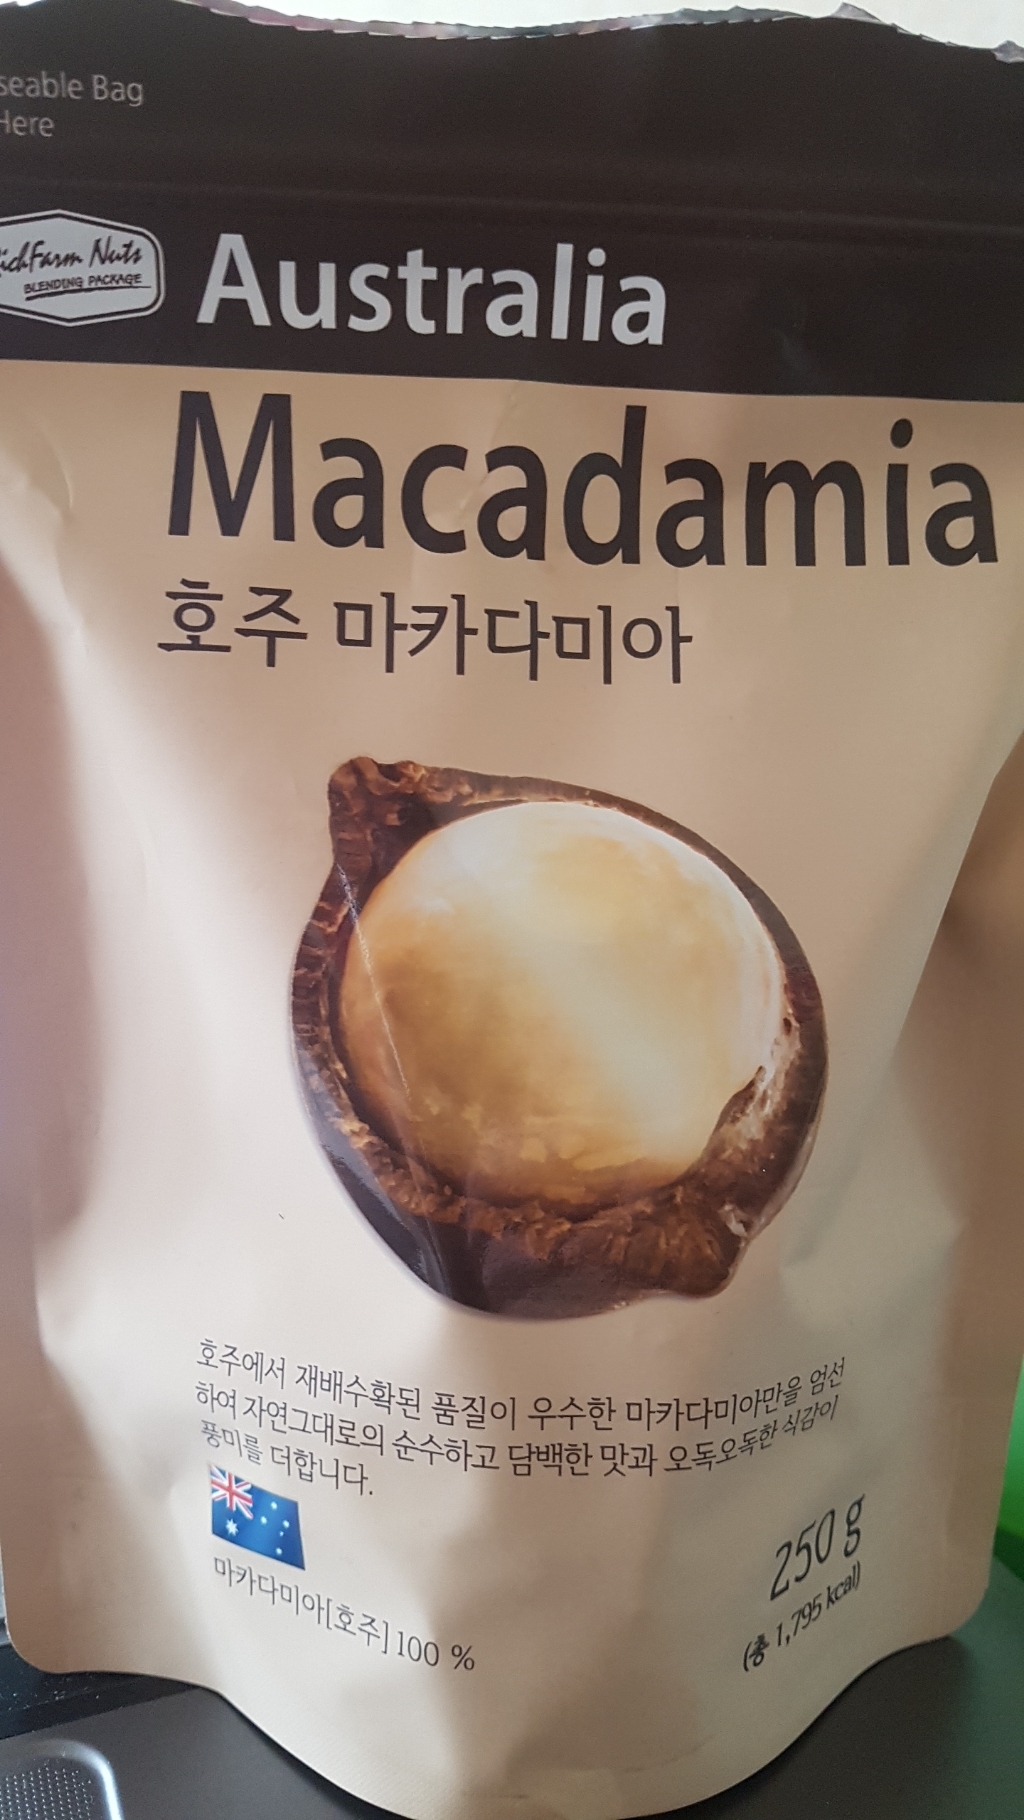 Bag
Australia
Nuts
BLENDING PACKAGE
Macadamia
호주 마카다미아
호주에서 재배수확된 품질이 우수한 마카다미아만을 엄선
하여 자연그대로의 순수하고 담백한 맛과 오독오독한 식감이
풍미를 더합니다.
250 g
(총 1,795 kcal)
마카다미아[호주] 100 %